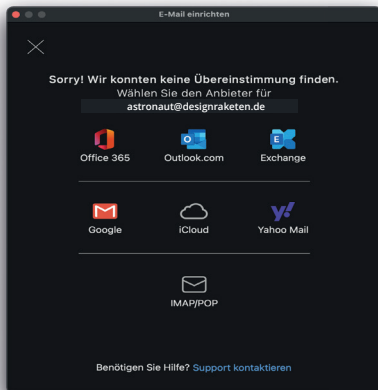 E-Mail einrichten
Sorry! Wir konnten keine Übereinstimmung finden.
Wählen Sie den Anbieter für
astronaut@designraketen.de
Office 365 Outlook.com Exchange
Google iCloud Yahoo Mail
IMAP/POP
Benötigen Sie Hilfe? Support kontaktieren